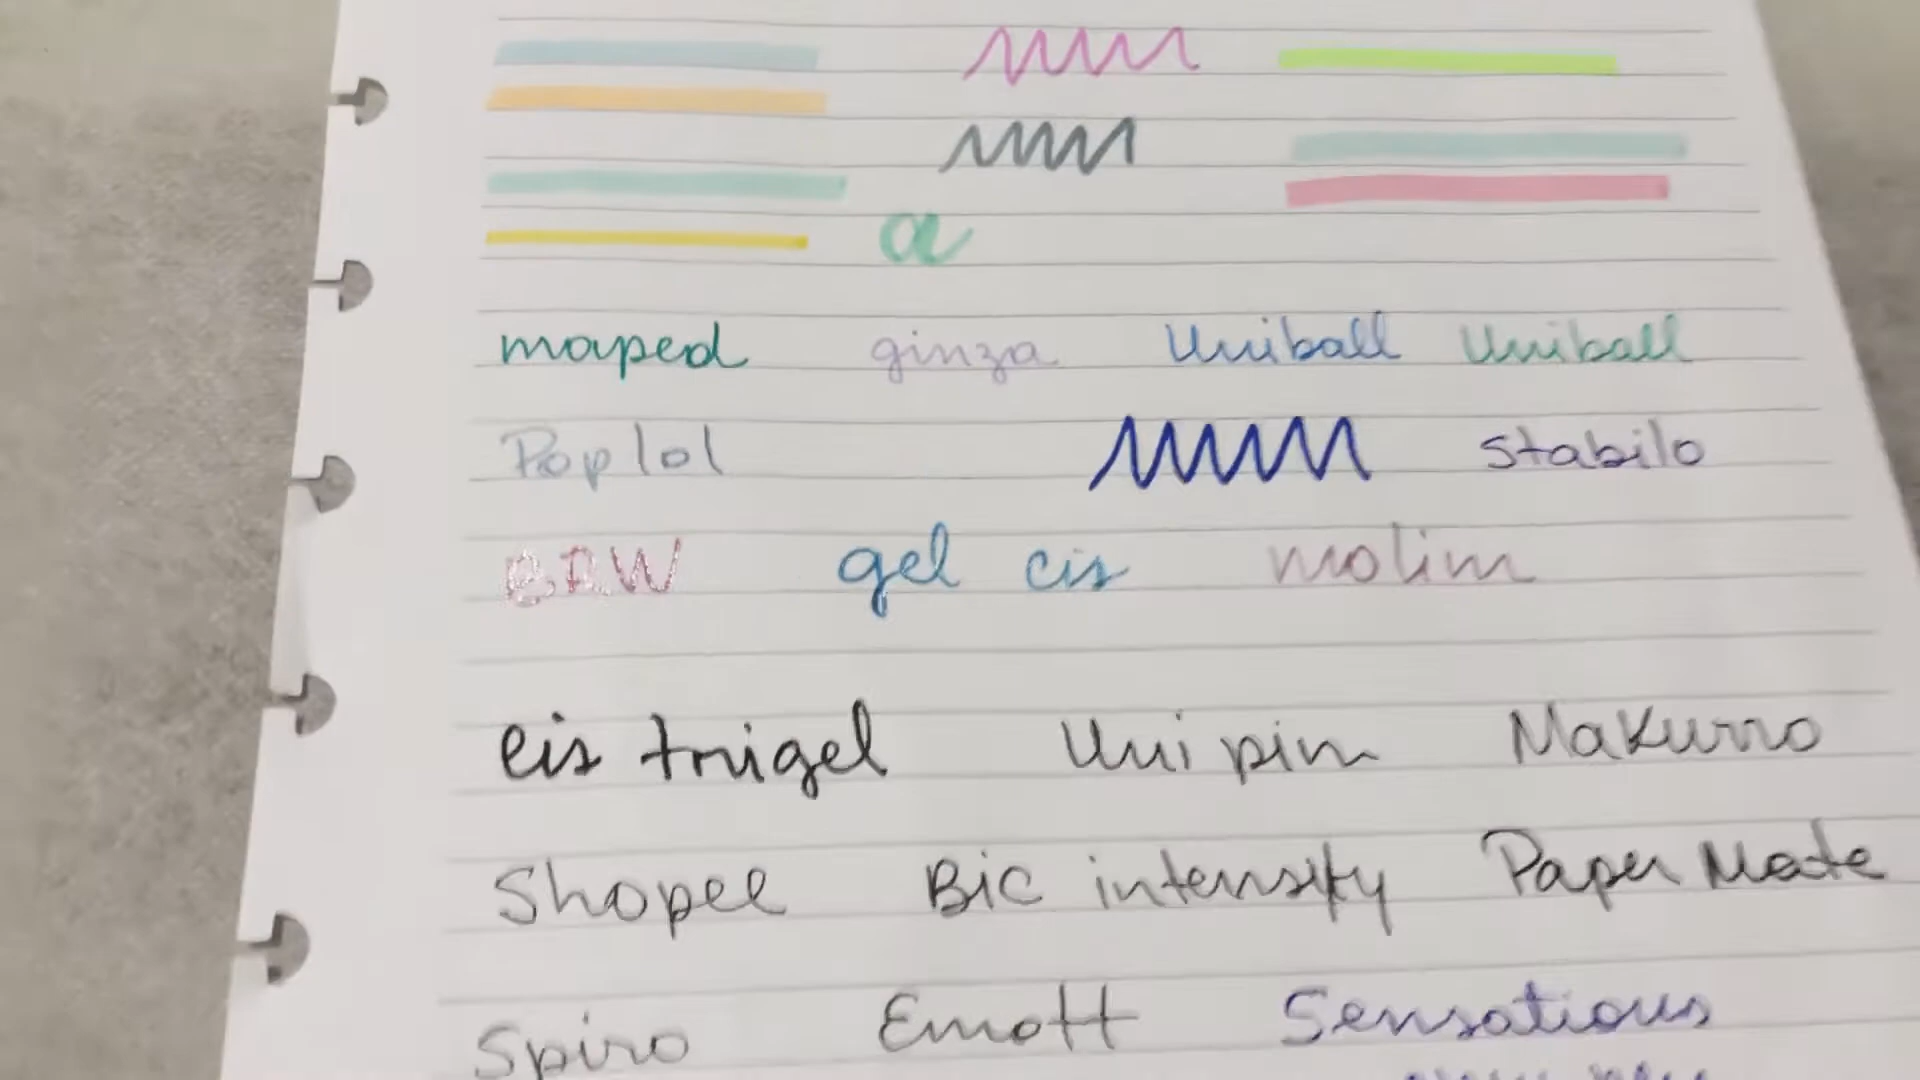 a
maped ginza Uniball Uniball
Poplol stabilo
BRW gel cis molin
cis trigel Uni pin Makurro
Shopee Bic intensity Paper Mate
Spiro Emott Sensations